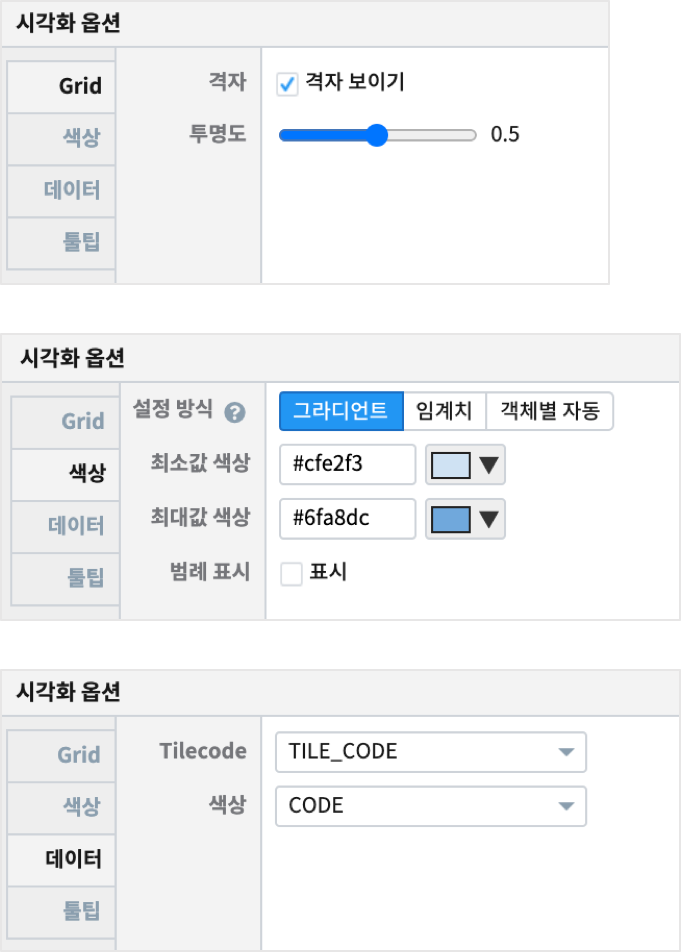 시각화 옵션
Grid
색상
데이터
툴팁
격자
격자 보이기
투명도
0.5
시각화 옵션
Grid
색상
데이터
툴팁
설정 방식 ?
그라디언트 임계치 객체별 자동
최소값 색상
#cfe2f3
최대값 색상
#6fa8dc
범례 표시
표시
시각화 옵션
Grid
색상
데이터
툴팁
Tilecode
TILE_CODE
색상
CODE